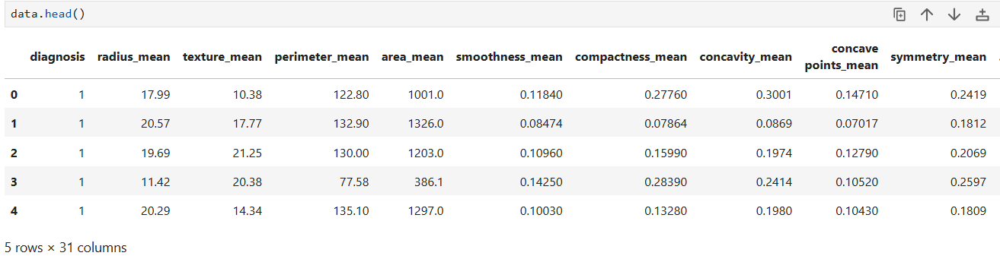 data.head()
diagnosis radius_mean texture_mean perimeter_mean area_mean smoothness_mean compactness_mean concavity_mean concave points_mean symmetry_mean
0 1 17.99 10.38 122.80 1001.0 0.11840 0.27760 0.3001 0.14710 0.2419
1 1 20.57 17.77 132.90 1326.0 0.08474 0.07864 0.0869 0.07017 0.1812
2 1 19.69 21.25 130.00 1203.0 0.10960 0.15990 0.1974 0.12790 0.2069
3 1 11.42 20.38 77.58 386.1 0.14250 0.28390 0.2414 0.10520 0.2597
4 1 20.29 14.34 135.10 1297.0 0.10030 0.13280 0.1980 0.10430 0.1809
5 rows × 31 columns